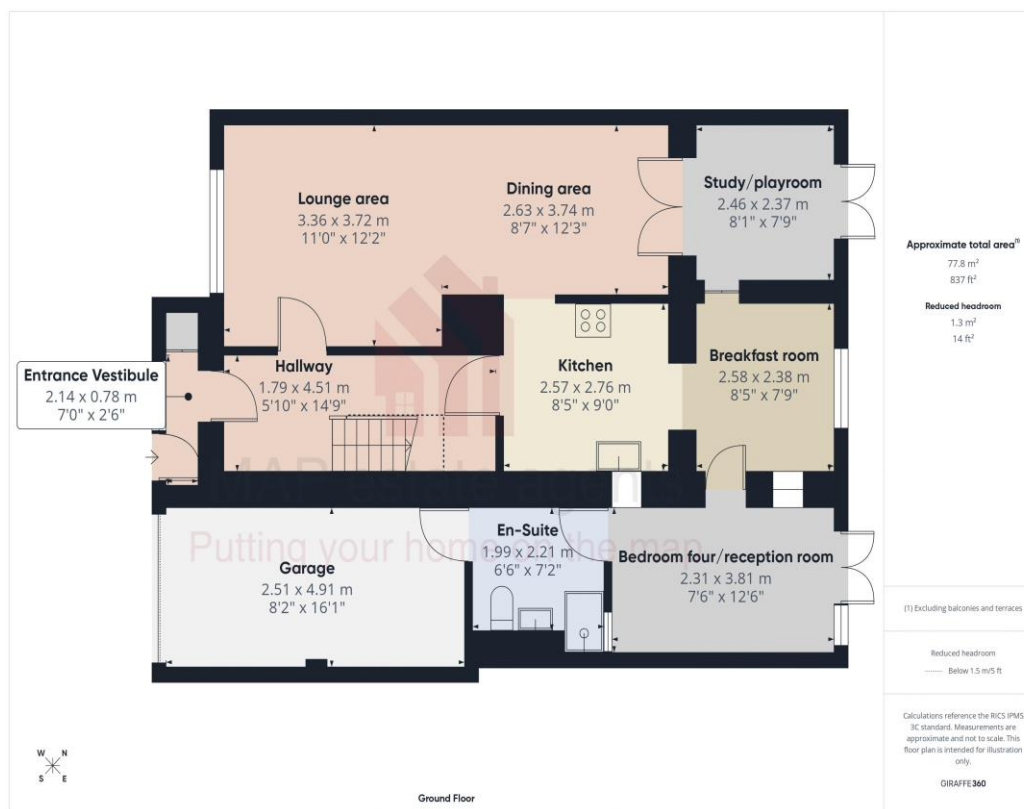 Lounge area
3.36 x 3.72 m
11'0" x 12'2"
Dining area
2.63 x 3.74 m
8'7" x 12'3"
Study/playroom
2.46 x 2.37 m
8'1" x 7'9"
Entrance Vestibule
2.14 x 0.78 m
7'0" x 2'6"
Hallway
1.79 x 4.51 m
5'10" x 14'9"
Kitchen
2.57 x 2.76 m
8'5" x 9'0"
Breakfast room
2.58 x 2.38 m
8'5" x 7'9"
MAP estate agents
Putting your home on the map
Garage
2.51 x 4.91 m
8'2" x 16'1"
En-Suite
1.99 x 2.21 m
6'6" x 7'2"
Bedroom four/reception room
2.31 x 3.81 m
7'6" x 12'6"
W N
S E
Ground Floor
Approximate total area(1)
77.8 m²
837 ft²
Reduced headroom
1.3 m²
14 ft²
(1) Excluding balconies and terraces
Reduced headroom
Below 1.5 m/5 ft
Calculations reference the RICS IPMS
3C standard. Measurements are
approximate and not to scale. This
floor plan is intended for illustration
only.
GIRAFFE360